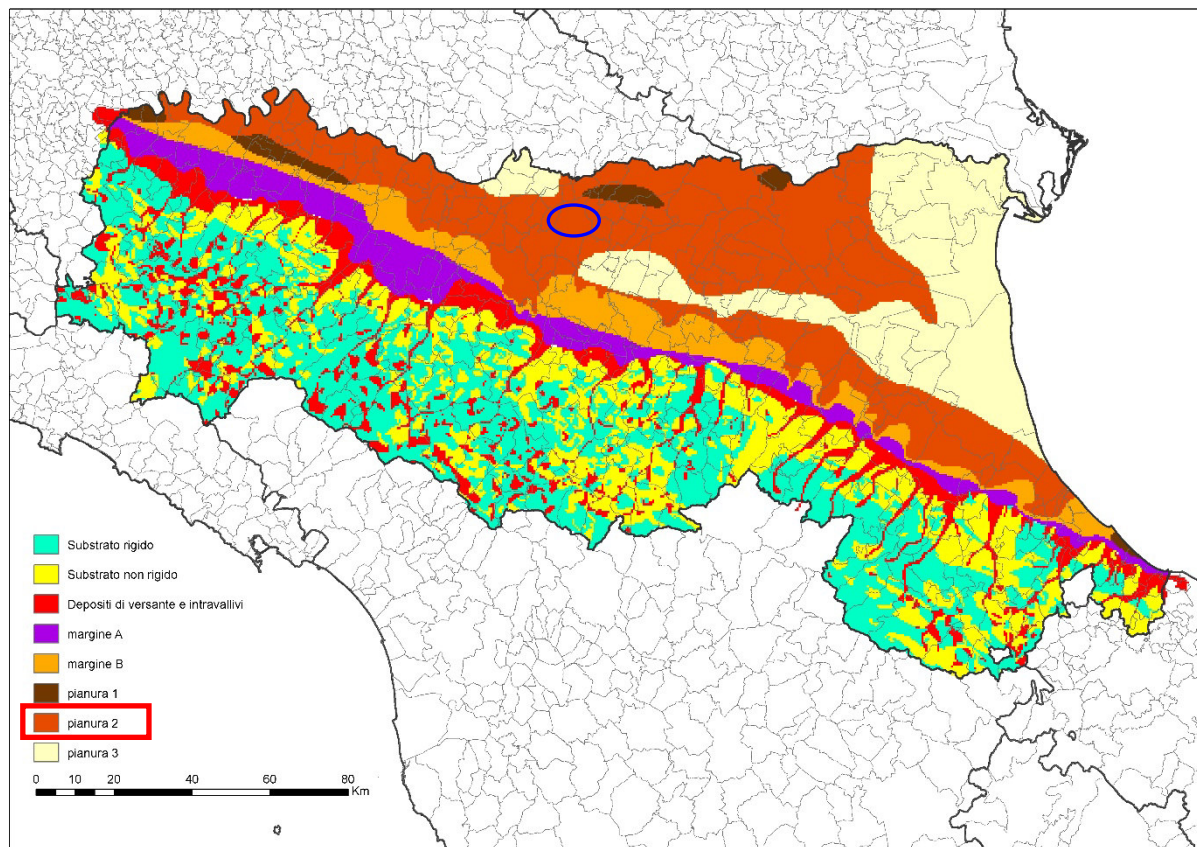 Substrato rigido
Substrato non rigido
Depositi di versante e intravallivi
margine A
margine B
pianura 1
pianura 2
pianura 3
0 10 20 40 60 80
Km